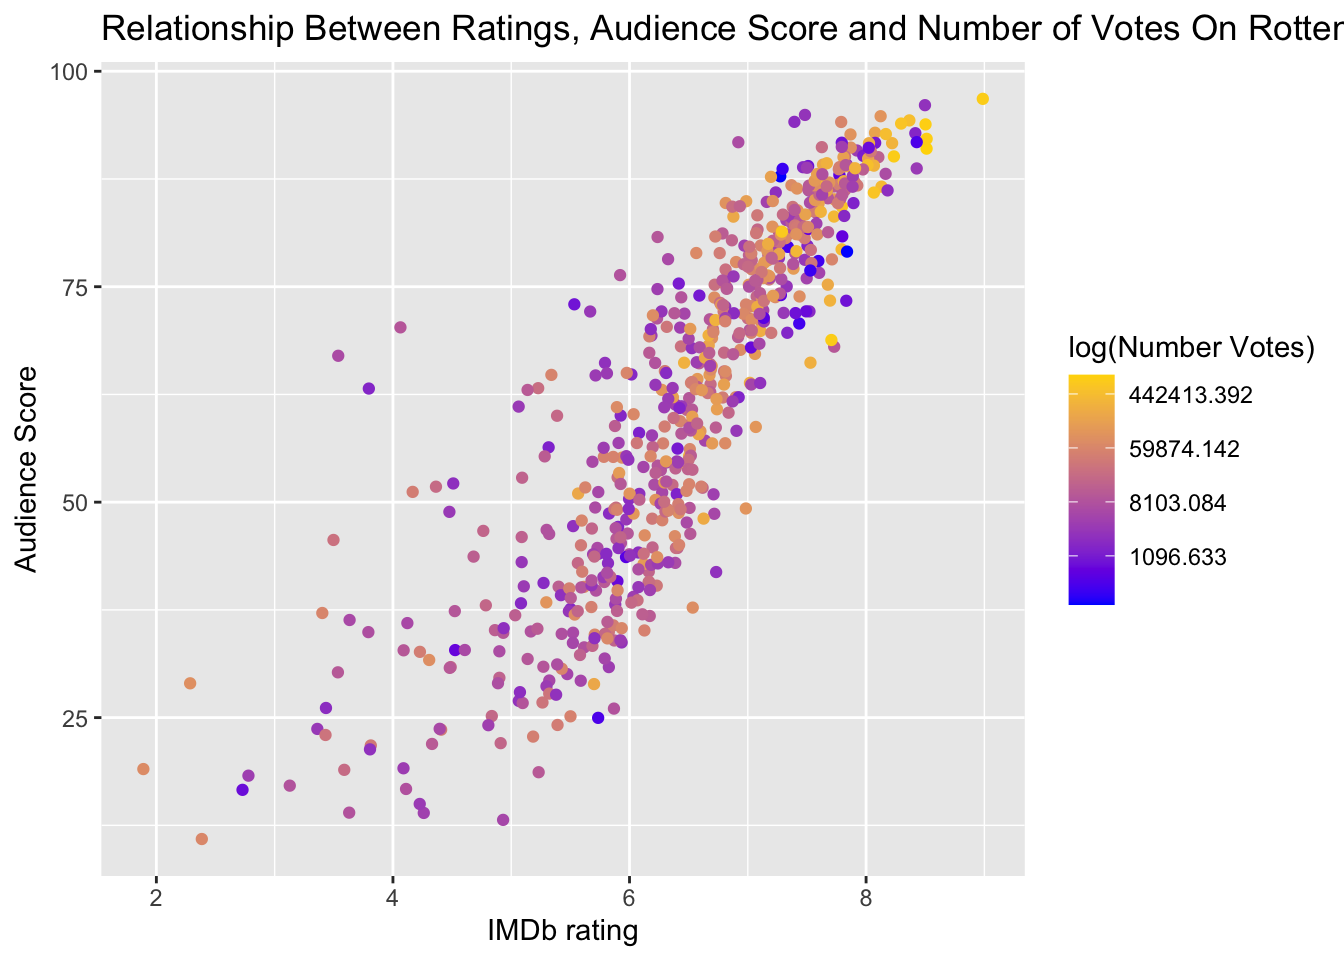 Relationship Between Ratings, Audience Score and Number of Votes On Rotten
100
75
50
25
Audience Score
2 4 6 8
IMDb rating
log(Number Votes)
442413.392
59874.142
8103.084
1096.633